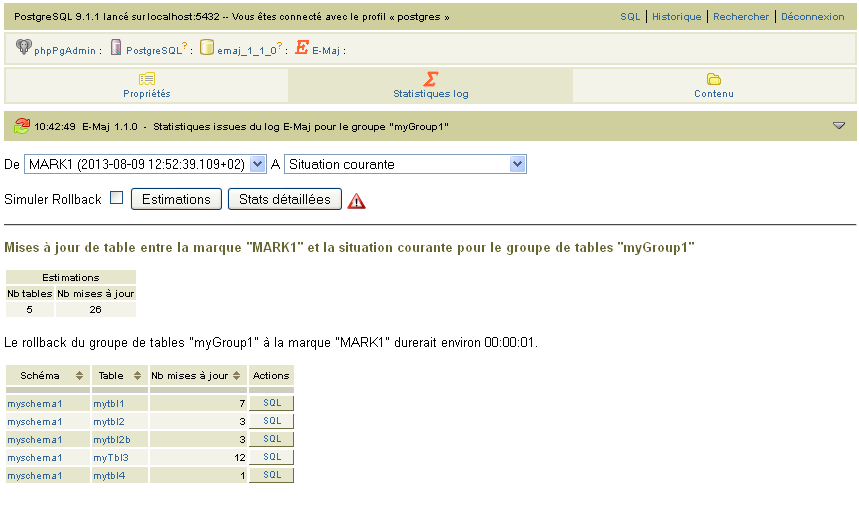 PostgreSQL 9.1.1 lancé sur localhost:5432 -- Vous êtes connecté avec le profil « postgres »
SQL | Historique | Rechercher | Déconnexion
phpPgAdmin : PostgreSQL? : emaj_1_1_0? : E-Maj :
Propriétés
Statistiques log
Contenu
10:42:49 E-Maj 1.1.0 - Statistiques issues du log E-Maj pour le groupe "myGroup1"
De MARK1 (2013-08-09 12:52:39.109+02) A Situation courante
Simuler Rollback Estimations Stats détaillées
Mises à jour de table entre la marque "MARK1" et la situation courante pour le groupe de tables "myGroup1"
Estimations
Nb tables Nb mises à jour
5 26
Le rollback du groupe de tables "myGroup1" à la marque "MARK1" durerait environ 00:00:01.
Schéma Table Nb mises à jour Actions
myschema1 mytbl1 7 SQL
myschema1 mytbl2 3 SQL
myschema1 mytbl2b 3 SQL
myschema1 myTbl3 12 SQL
myschema1 mytbl4 1 SQL